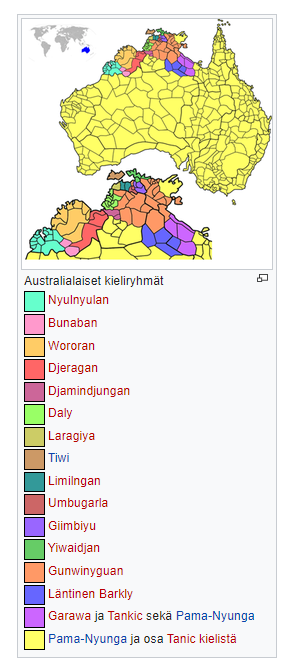 Australialaiset kieliryhmät
Nyulnyulan
Bunaban
Wororan
Djeragan
Djamindjungan
Daly
Laragiya
Tiwi
Limilngan
Umbugarla
Giimbiyu
Yiwaidjan
Gunwinyguan
Läntinen Barkly
Garawa ja Tankic sekä Pama-Nyunga
Pama-Nyunga ja osa Tanic kielistä